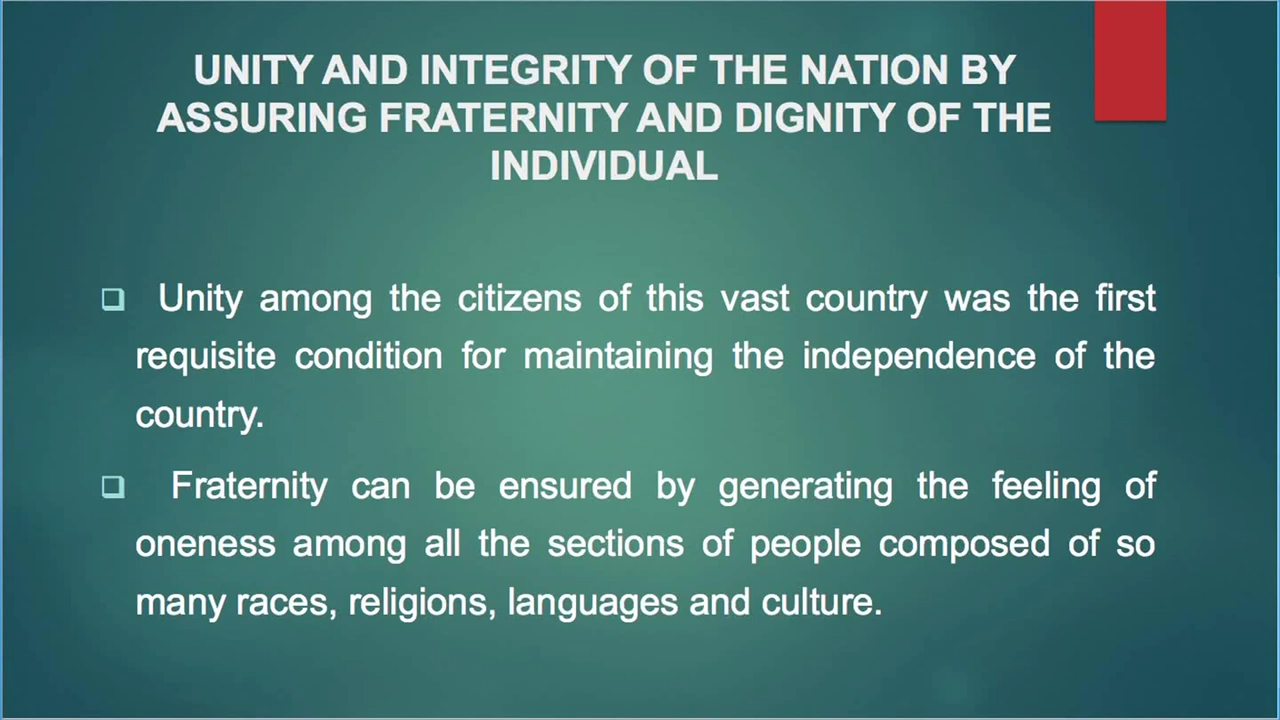 UNITY AND INTEGRITY OF THE NATION BY
ASSURING FRATERNITY AND DIGNITY OF THE
INDIVIDUAL
Unity among the citizens of this vast country was the first
requisite condition for maintaining the independence of the
country.
Fraternity can be ensured by generating the feeling of
oneness among all the sections of people composed of so
many races, religions, languages and culture.